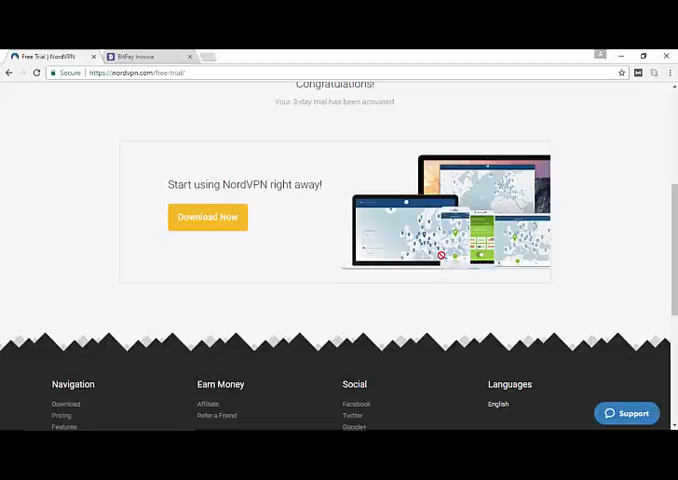 Free Trial | NordVPN
BitPay Invoice
Secure
https://nordvpn.com/free-trial/
Congratulations!
Your 3-day trial has been activated
Start using NordVPN right away!
Download Now
Navigation
Earn Money
Social
Languages
Download
Affiliate
Facebook
English
Pricing
Refer a Friend
Twitter
Features
Google+
Support